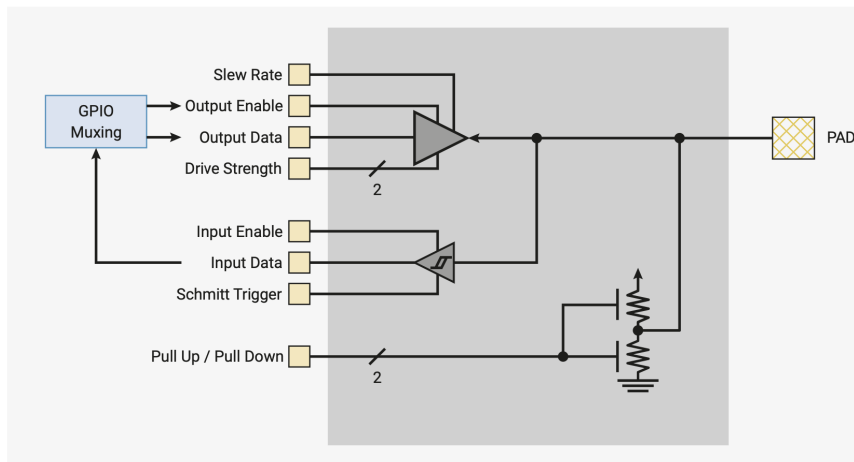 Slew Rate
GPIO
Muxing
Output Enable
Output Data
PAD
Drive Strength
2
Input Enable
Input Data
Schmitt Trigger
Pull Up / Pull Down
2